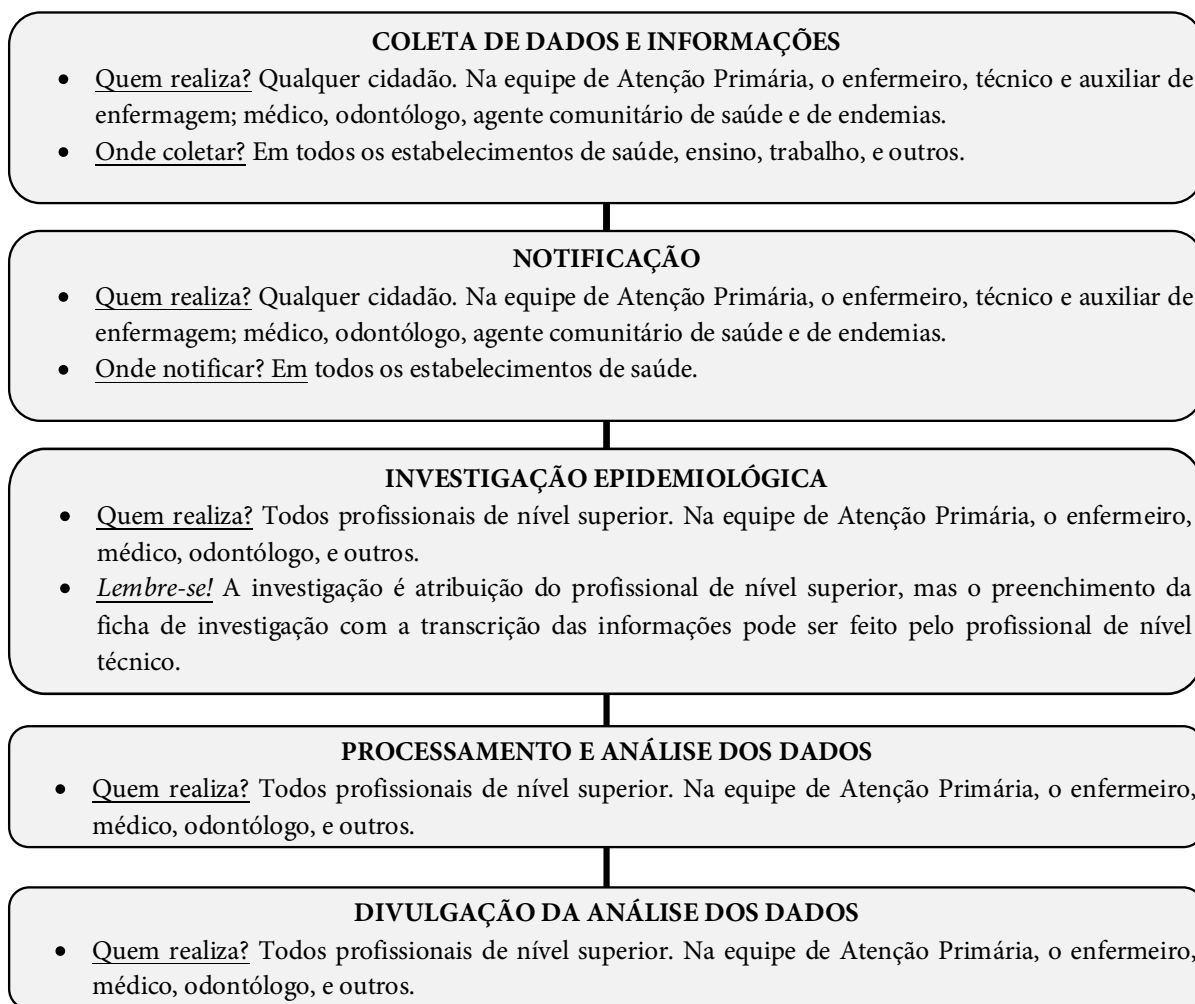 COLETA DE DADOS E INFORMAÇÕES
• Quem realiza? Qualquer cidadão. Na equipe de Atenção Primária, o enfermeiro, técnico e auxiliar de
enfermagem; médico, odontólogo, agente comunitário de saúde e de endemias.
• Onde coletar? Em todos os estabelecimentos de saúde, ensino, trabalho, e outros.
NOTIFICAÇÃO
• Quem realiza? Qualquer cidadão. Na equipe de Atenção Primária, o enfermeiro, técnico e auxiliar de
enfermagem; médico, odontólogo, agente comunitário de saúde e de endemias.
• Onde notificar? Em todos os estabelecimentos de saúde.
INVESTIGAÇÃO EPIDEMIOLÓGICA
• Quem realiza? Todos profissionais de nível superior. Na equipe de Atenção Primária, o enfermeiro,
médico, odontólogo, e outros.
• Lembre-se! A investigação é atribuição do profissional de nível superior, mas o preenchimento da
ficha de investigação com a transcrição das informações pode ser feito pelo profissional de nível
técnico.
PROCESSAMENTO E ANÁLISE DOS DADOS
• Quem realiza? Todos profissionais de nível superior. Na equipe de Atenção Primária, o enfermeiro,
médico, odontólogo, e outros.
DIVULGAÇÃO DA ANÁLISE DOS DADOS
• Quem realiza? Todos profissionais de nível superior. Na equipe de Atenção Primária, o enfermeiro,
médico, odontólogo, e outros.